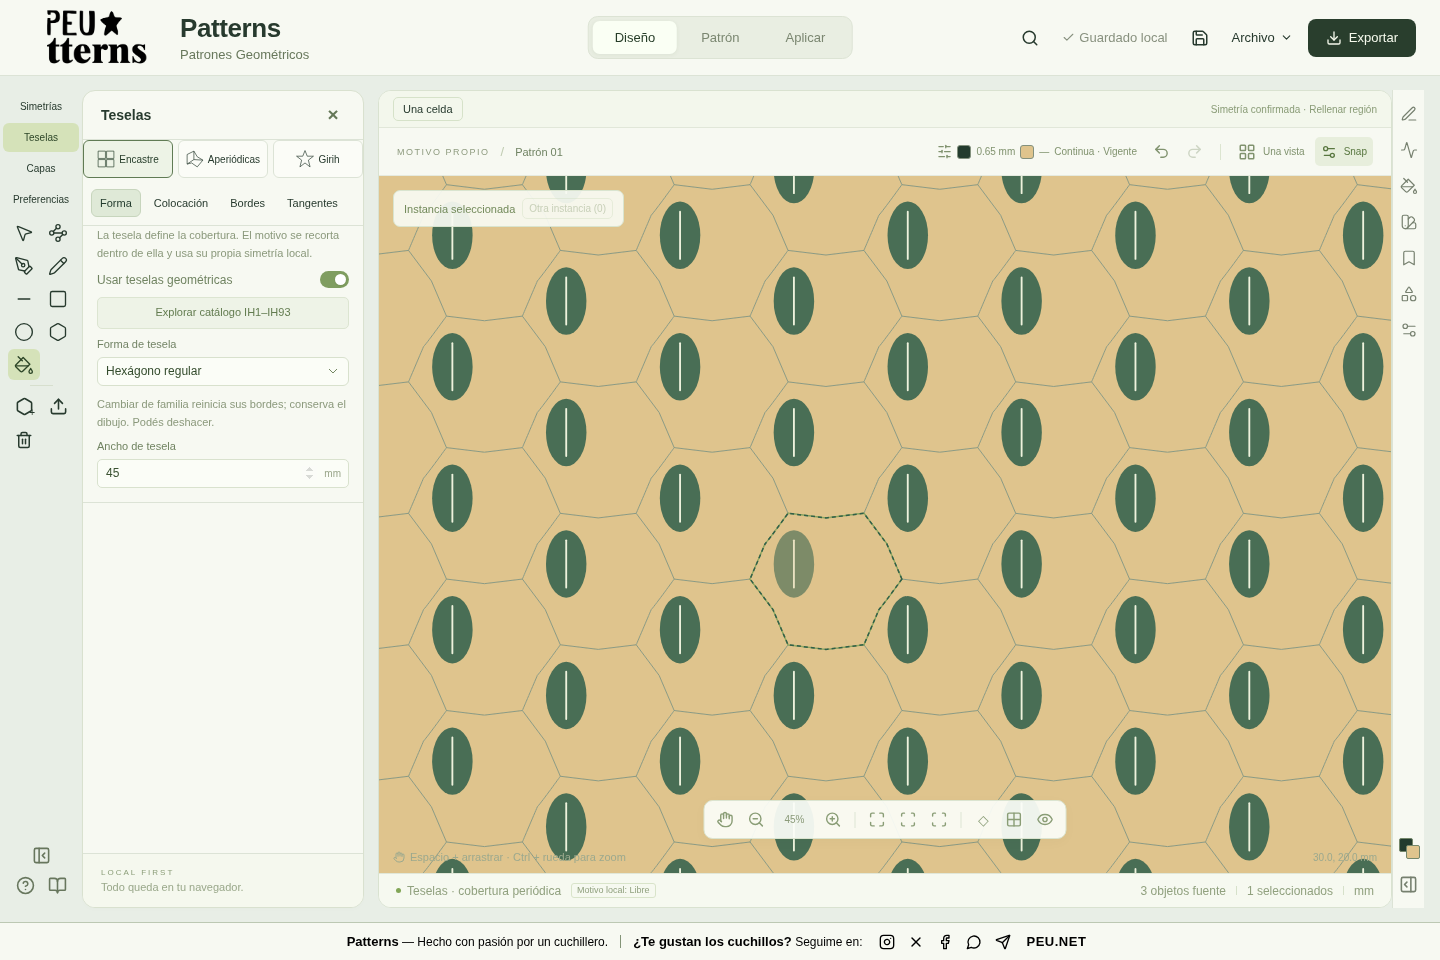 PEU
tterns
Patterns
Patrones Geométricos
Diseño
Patrón
Aplicar
Guardado local
Archivo
Exportar
Simetrías
Teselas
Capas
Preferencias
Teselas
Encastre
Aperiódicas
Girih
Forma
Colocación
Bordes
Tangentes
La tesela define la cobertura. El motivo se recorta
dentro de ella y usa su propia simetría local.
Usar teselas geométricas
Explorar catálogo IH1–IH93
Forma de tesela
Hexágono regular
Cambiar de familia reinicia sus bordes; conserva el
dibujo. Podés deshacer.
Ancho de tesela
45
mm
LOCAL FIRST
Todo queda en tu navegador.
Una celda
Simetría confirmada · Rellenar región
MOTIVO PROPIO / Patrón 01
0.65 mm
— Continua · Vigente
Una vista
Snap
Instancia seleccionada
Otra instancia (0)
45%
Espacio + arrastrar · Ctrl + rueda para zoom
30.0, 20.0 mm
Teselas · cobertura periódica
Motivo local: Libre
3 objetos fuente
1 seleccionados
mm
Patterns — Hecho con pasión por un cuchillero.
¿Te gustan los cuchillos? Seguime en:
PEU.NET